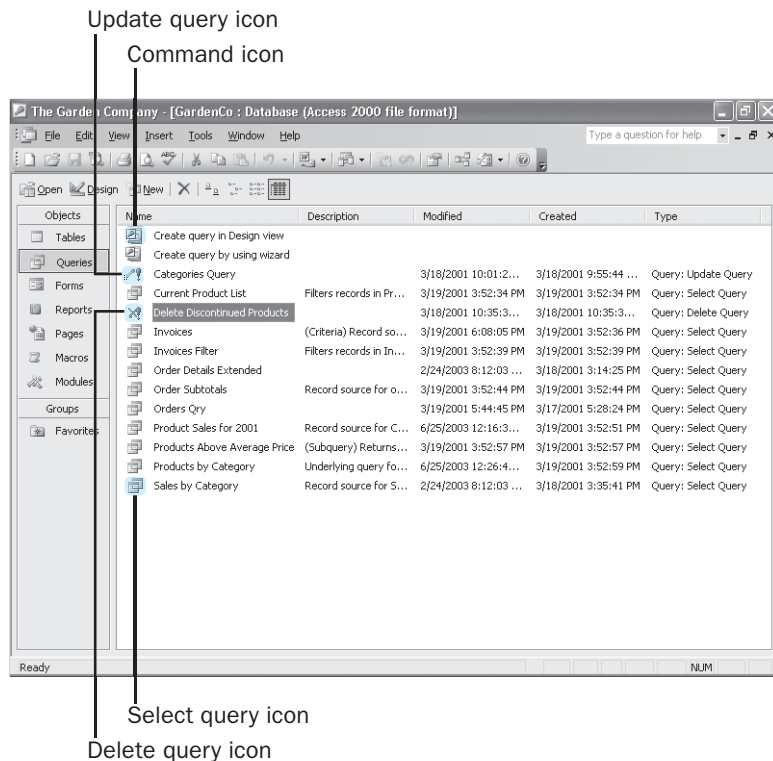 Update query icon
Command icon
The Garden Company - [GardenCo : Database (Access 2000 file format)]
File Edit View Insert Tools Window Help Type a question for help
Open Design New
Objects Name Description Modified Created Type
Tables Create query in Design view
Create query by using wizard
Queries Categories Query 3/18/2001 10:01:2... 3/18/2001 9:55:44 ... Query: Update Query
Forms Current Product List Filters records in Pr... 3/19/2001 3:52:34 PM 3/19/2001 3:52:34 PM Query: Select Query
Reports Delete Discontinued Products 3/18/2001 10:35:3... 3/18/2001 10:35:3... Query: Delete Query
Pages Invoices (Criteria) Record so... 3/19/2001 6:08:05 PM 3/19/2001 3:52:36 PM Query: Select Query
Macros Invoices Filter Filters records in In... 3/19/2001 3:52:39 PM 3/19/2001 3:52:39 PM Query: Select Query
Order Details Extended 2/24/2003 8:12:03 ... 3/18/2001 3:14:25 PM Query: Select Query
Modules Order Subtotals Record source for o... 3/19/2001 3:52:44 PM 3/19/2001 3:52:44 PM Query: Select Query
Groups Orders Qry 3/19/2001 5:44:45 PM 3/17/2001 5:28:24 PM Query: Select Query
Favorites Product Sales for 2001 Record source for C... 6/25/2003 12:16:3... 3/19/2001 3:52:51 PM Query: Select Query
Products Above Average Price (Subquery) Returns... 3/19/2001 3:52:57 PM 3/19/2001 3:52:57 PM Query: Select Query
Products by Category Underlying query fo... 6/25/2003 12:26:4... 3/19/2001 3:52:59 PM Query: Select Query
Sales by Category Record source for S... 2/24/2003 8:12:03 ... 3/18/2001 3:35:41 PM Query: Select Query
Ready NUM
Select query icon
Delete query icon